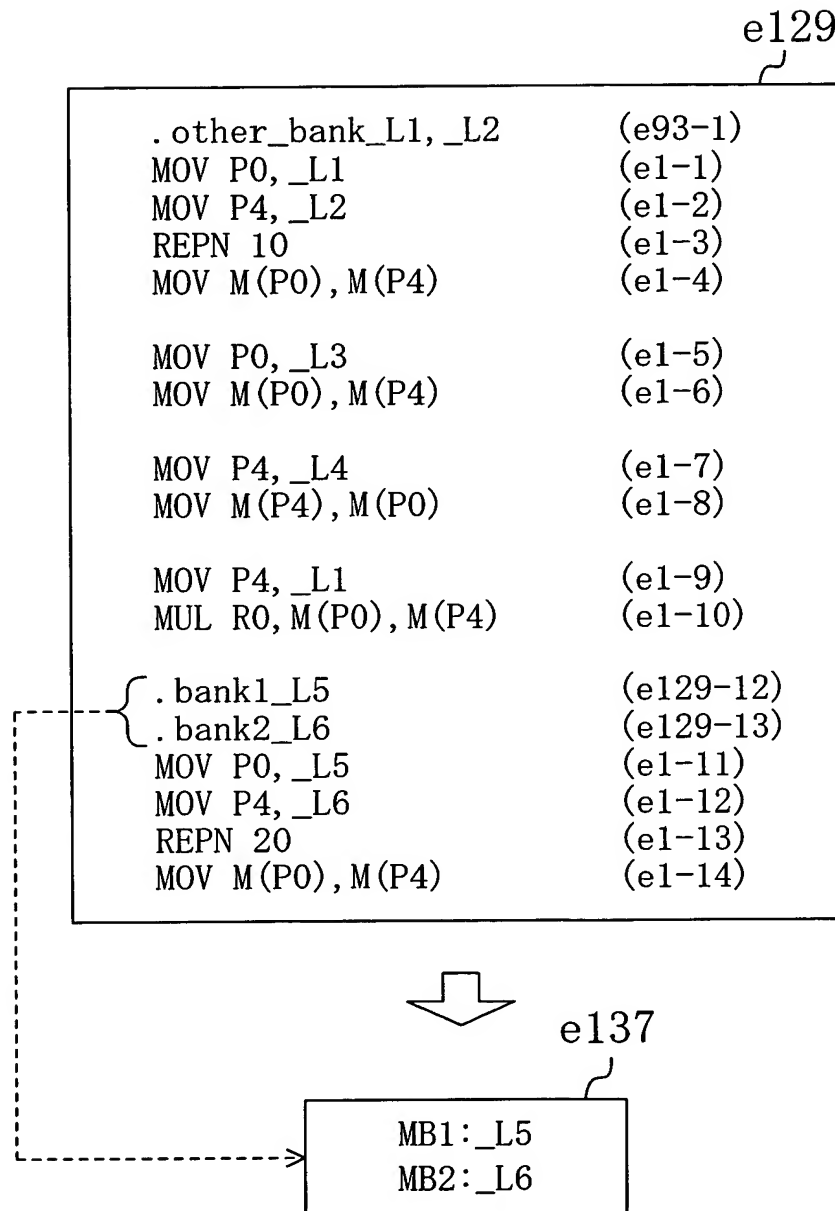 e129
.other_bank_L1,_L2 (e93-1)
MOV P0,_L1 (e1-1)
MOV P4,_L2 (e1-2)
REPN 10 (e1-3)
MOV M(P0),M(P4) (e1-4)
MOV P0,_L3 (e1-5)
MOV M(P0),M(P4) (e1-6)
MOV P4,_L4 (e1-7)
MOV M(P4),M(P0) (e1-8)
MOV P4,_L1 (e1-9)
MUL R0,M(P0),M(P4) (e1-10)
.bank1_L5 (e129-12)
.bank2_L6 (e129-13)
MOV P0,_L5 (e1-11)
MOV P4,_L6 (e1-12)
REPN 20 (e1-13)
MOV M(P0),M(P4) (e1-14)
e137
MB1:_L5
MB2:_L6